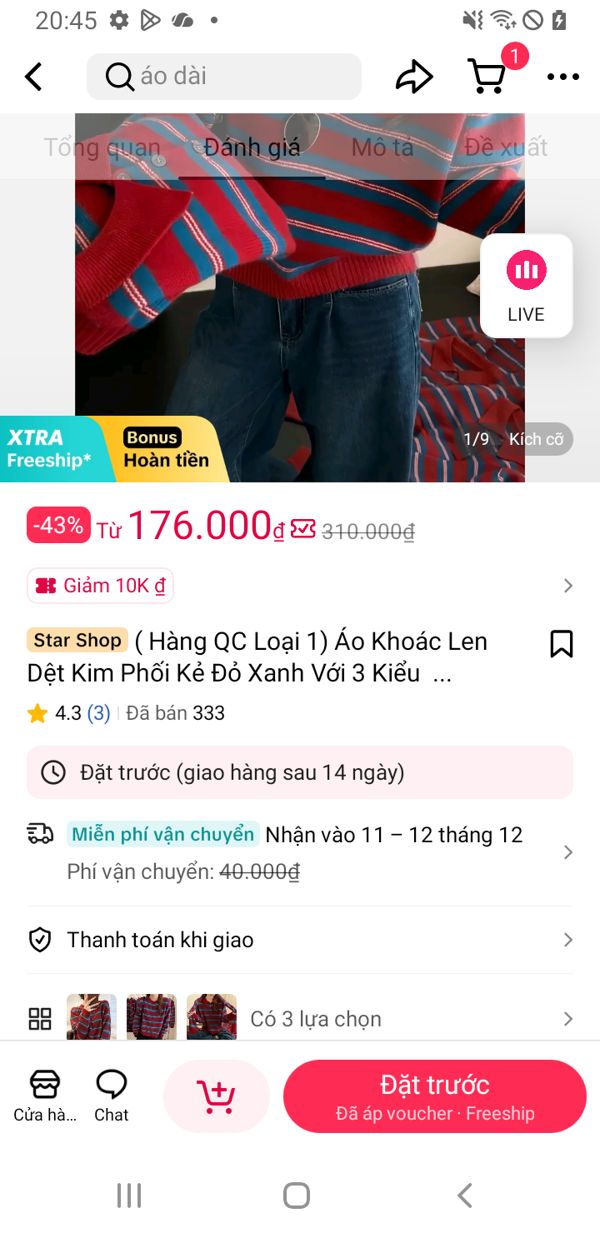 20:45
áo dài
1
Tổng quan Đánh giá Mô tả Đề xuất
LIVE
XTRA
Freeship*
Bonus
Hoàn tiền
1/9 Kích cỡ
-43% Từ 176.000₫ 310.000₫
Giảm 10K ₫
Star Shop ( Hàng QC Loại 1) Áo Khoác Len
Dệt Kim Phối Kẻ Đỏ Xanh Với 3 Kiểu ...
4.3 (3) Đã bán 333
Đặt trước (giao hàng sau 14 ngày)
Miễn phí vận chuyển Nhận vào 11 – 12 tháng 12
Phí vận chuyển: 40.000₫
Thanh toán khi giao
Có 3 lựa chọn
Cửa hà... Chat
Đặt trước
Đã áp voucher · Freeship